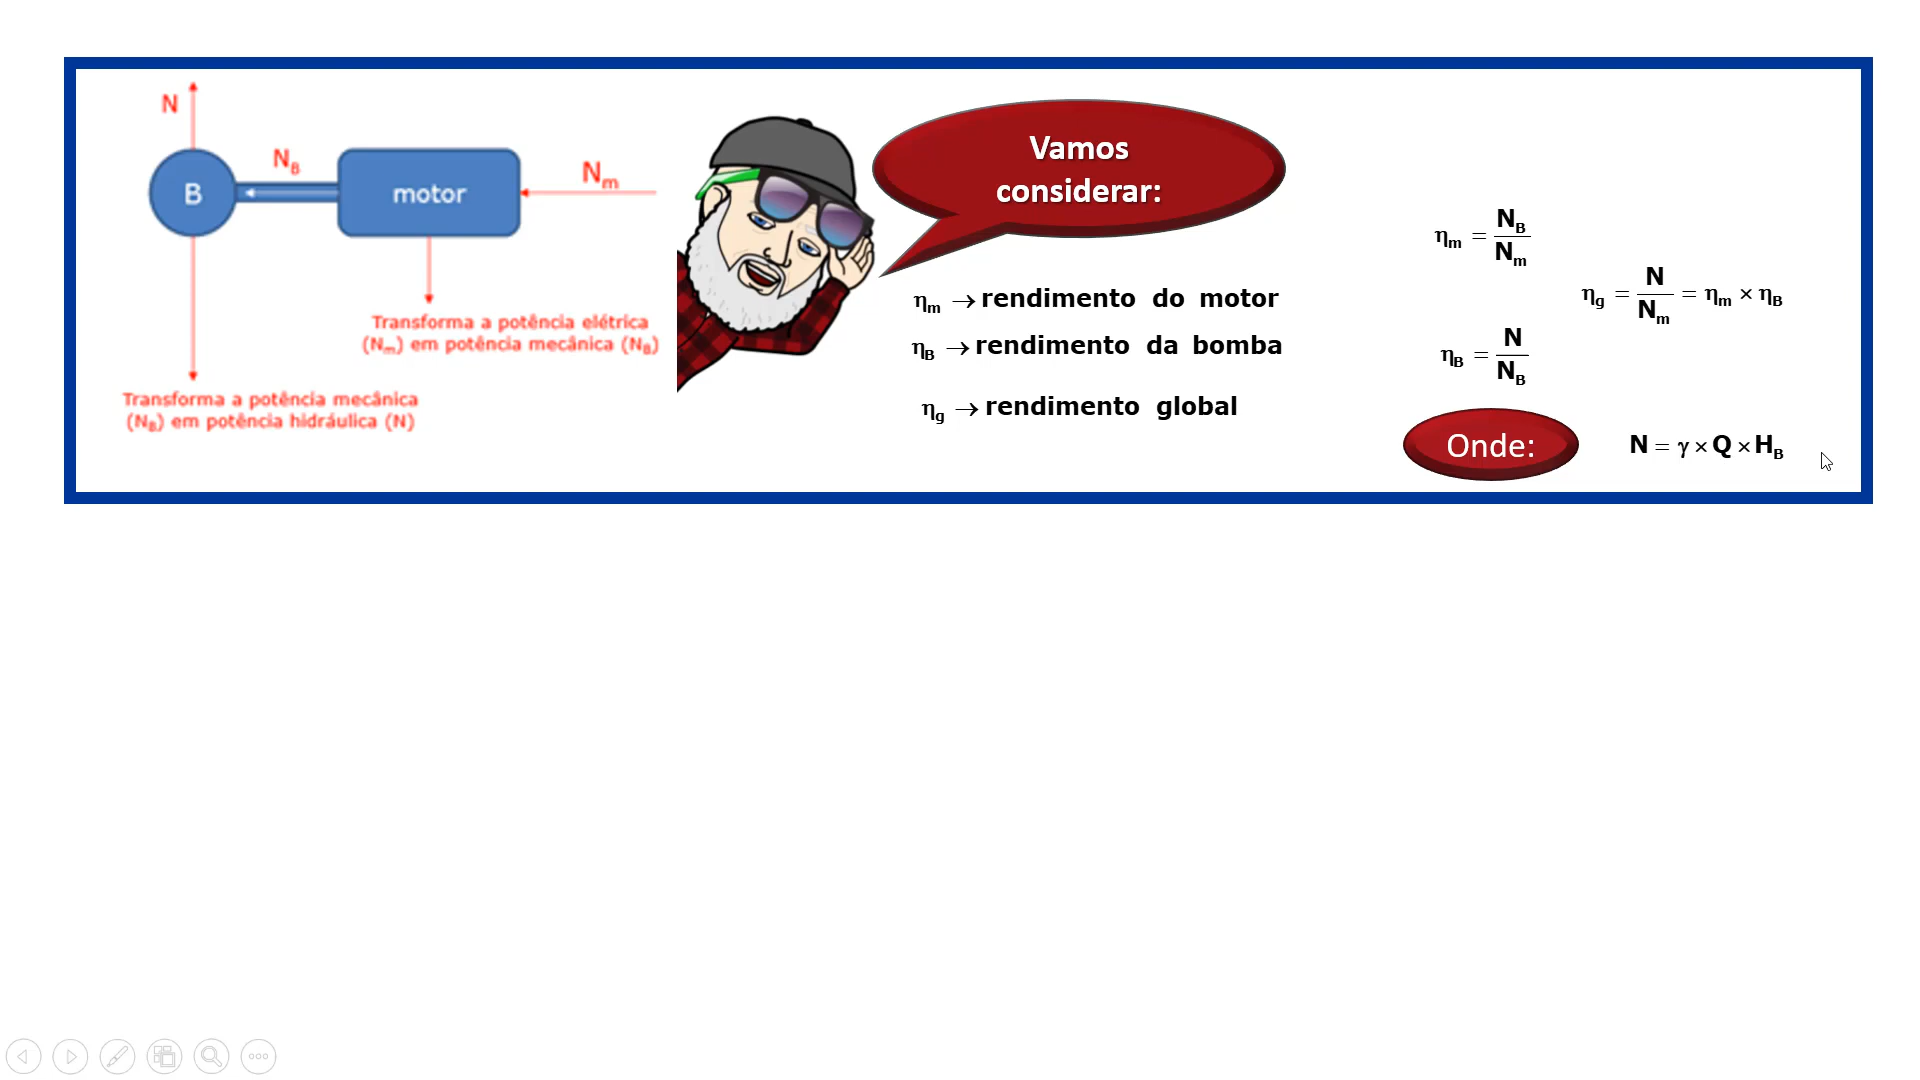 N
B
N_B
motor
N_m
Transforma a potência elétrica
(N_m) em potência mecânica (N_B)
Transforma a potência mecânica
(N_B) em potência hidráulica (N)
Vamos
considerar:
η_m → rendimento do motor
η_B → rendimento da bomba
η_g → rendimento global
η_m = N_B / N_m
η_g = N / N_m = η_m × η_B
η_B = N / N_B
Onde:
N = γ × Q × H_B